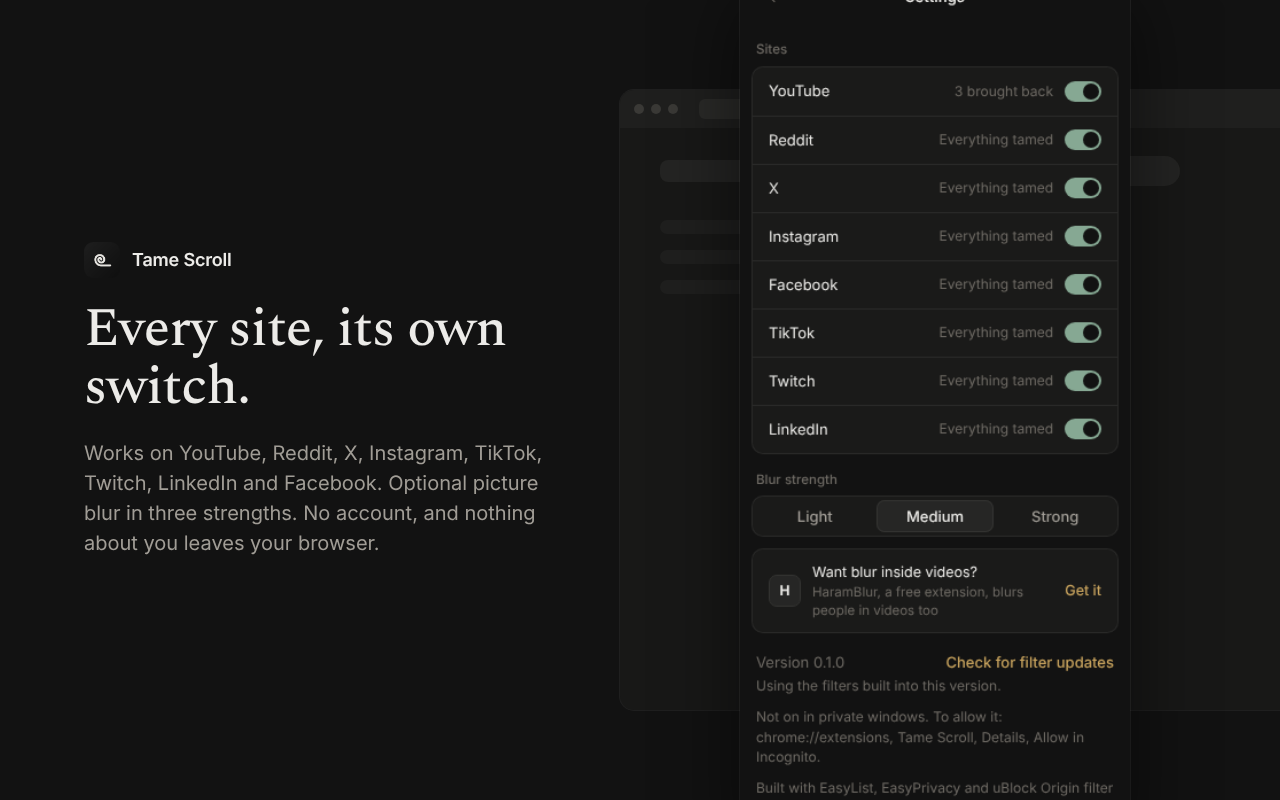 Tame Scroll
Every site, its own
switch.
Works on YouTube, Reddit, X, Instagram, TikTok,
Twitch, LinkedIn and Facebook. Optional picture
blur in three strengths. No account, and nothing
about you leaves your browser.
Settings
Sites
YouTube 3 brought back
Reddit Everything tamed
X Everything tamed
Instagram Everything tamed
Facebook Everything tamed
TikTok Everything tamed
Twitch Everything tamed
LinkedIn Everything tamed
Blur strength
Light Medium Strong
H
Want blur inside videos?
HaramBlur, a free extension, blurs
people in videos too
Get it
Version 0.1.0 Check for filter updates
Using the filters built into this version.
Not on in private windows. To allow it:
chrome://extensions, Tame Scroll, Details, Allow in
Incognito.
Built with EasyList, EasyPrivacy and uBlock Origin filter